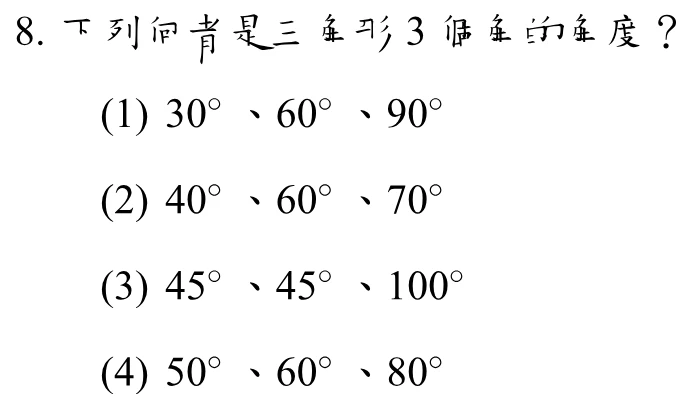 8. 下列何者是三角形3個角的角度？
(1) 30° 、60° 、90°
(2) 40° 、60° 、70°
(3) 45° 、45° 、100°
(4) 50° 、60° 、80°